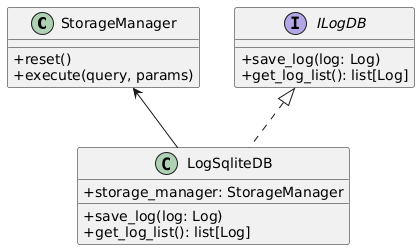 C StorageManager
+reset()
+execute(query, params)
I ILogDB
+save_log(log: Log)
+get_log_list(): list[Log]
C LogSqliteDB
+storage_manager: StorageManager
+save_log(log: Log)
+get_log_list(): list[Log]